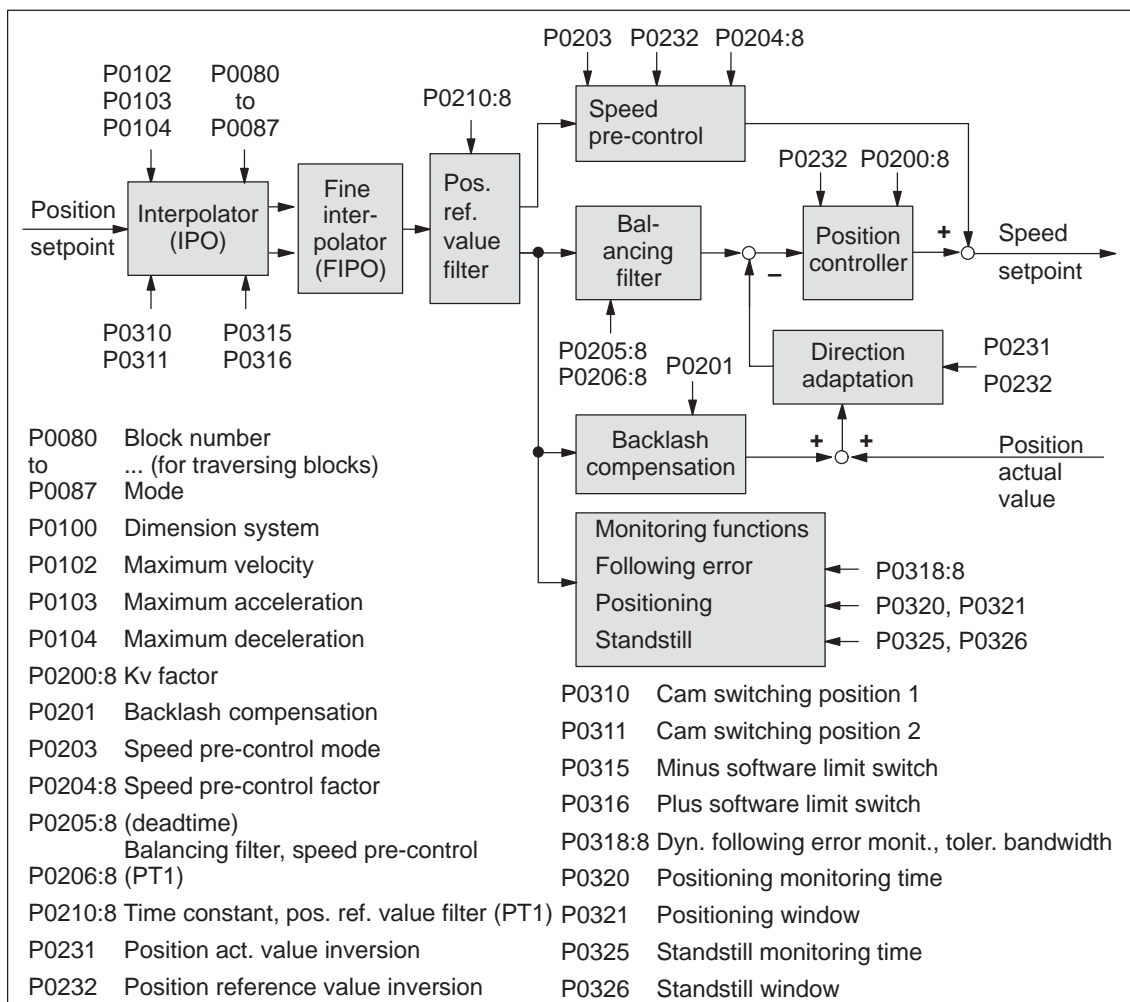 P0203 P0232 P0204:8
P0102
P0103
P0104
P0080
to
P0087
P0210:8
Speed
pre-control
P0232 P0200:8
Position
setpoint
Interpolator
(IPO)
Fine
inter-
polator
(FIPO)
Pos.
ref.
value
filter
Bal-
ancing
filter
–
Position
controller
+
Speed
setpoint
P0310
P0311
P0315
P0316
P0205:8
P0206:8
P0201
Direction
adaptation
P0231
P0232
Backlash
compensation
+
+
Position
actual
value
Monitoring functions
Following error
Positioning
Standstill
P0318:8
P0320, P0321
P0325, P0326
P0080 Block number
to ... (for traversing blocks)
P0087 Mode
P0100 Dimension system
P0102 Maximum velocity
P0103 Maximum acceleration
P0104 Maximum deceleration
P0200:8 Kv factor
P0201 Backlash compensation
P0203 Speed pre-control mode
P0204:8 Speed pre-control factor
P0205:8 (deadtime)
Balancing filter, speed pre-control
P0206:8 (PT1)
P0210:8 Time constant, pos. ref. value filter (PT1)
P0231 Position act. value inversion
P0232 Position reference value inversion
P0310 Cam switching position 1
P0311 Cam switching position 2
P0315 Minus software limit switch
P0316 Plus software limit switch
P0318:8 Dyn. following error monit., toler. bandwidth
P0320 Positioning monitoring time
P0321 Positioning window
P0325 Standstill monitoring time
P0326 Standstill window